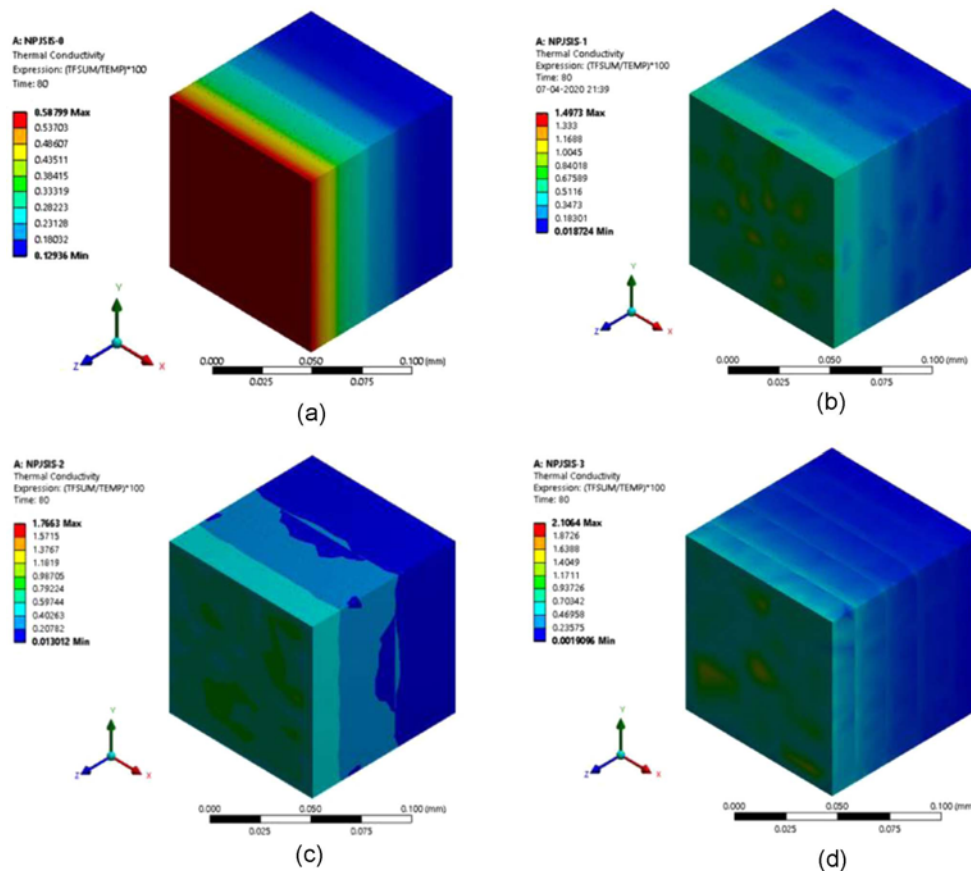 A: NPJSIS-0
Thermal Conductivity
Expression: (TFSUM/TEMP)*100
Time: 80
0.58799 Max
0.53703
0.48607
0.43511
0.38415
0.33319
0.28223
0.23128
0.18032
0.12936 Min
Y
Z
X
0.000
0.050
0.100 (mm)
0.025
0.075
(a)
A: NPJSIS-1
Thermal Conductivity
Expression: (TFSUM/TEMP)*100
Time: 80
07-04-2020 21:39
1.4973 Max
1.333
1.1688
1.0045
0.84018
0.67589
0.5116
0.3473
0.18301
0.018724 Min
Y
Z
X
0.000
0.050
0.100 (mm)
0.025
0.075
(b)
A: NPJSIS-2
Thermal Conductivity
Expression: (TFSUM/TEMP)*100
Time: 80
1.7663 Max
1.5715
1.3767
1.1819
0.98705
0.79224
0.59744
0.40263
0.20782
0.013012 Min
Y
Z
X
0.000
0.050
0.100 (mm)
0.025
0.075
(c)
A: NPJSIS-3
Thermal Conductivity
Expression: (TFSUM/TEMP)*100
Time: 80
2.1064 Max
1.8726
1.6388
1.4049
1.1711
0.93726
0.70342
0.46958
0.23575
0.0019096 Min
Y
Z
X
0.000
0.050
0.100 (mm)
0.025
0.075
(d)